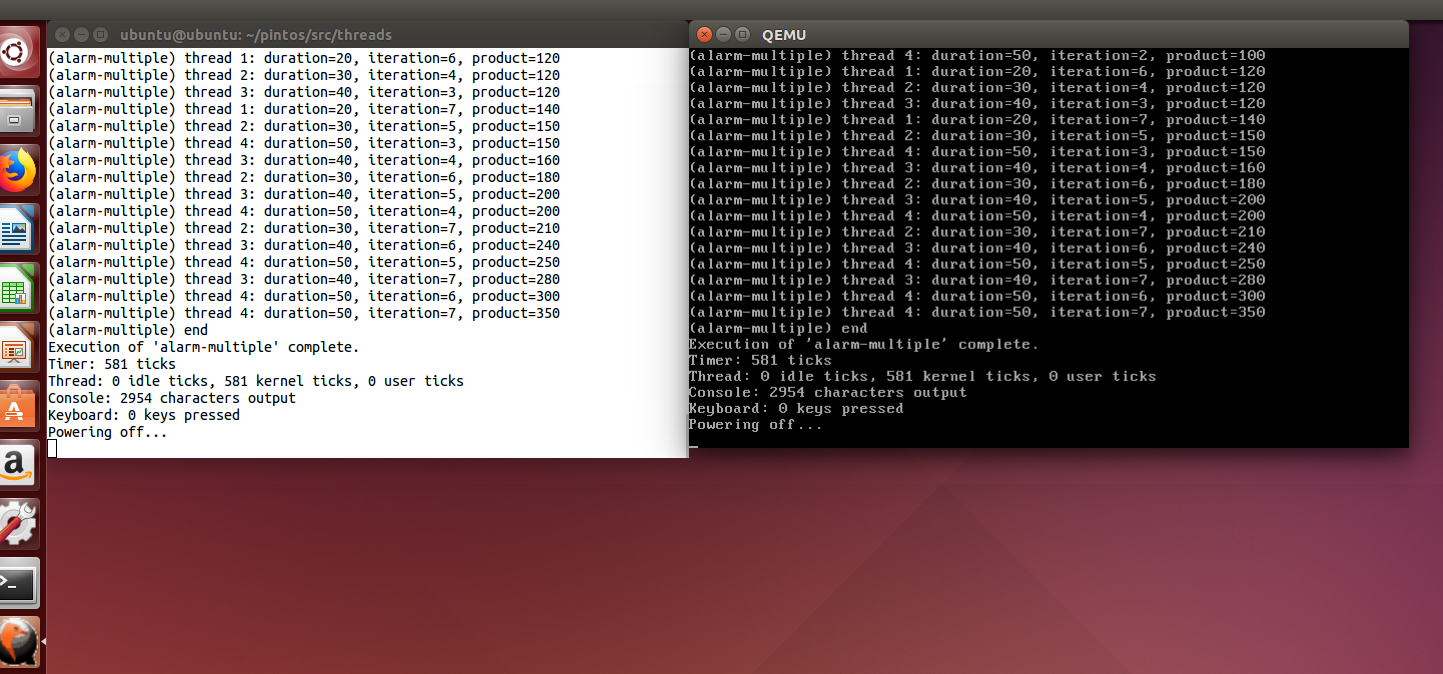 ubuntu@ubuntu: ~/pintos/src/threads
(alarm-multiple) thread 1: duration=20, iteration=6, product=120
(alarm-multiple) thread 2: duration=30, iteration=4, product=120
(alarm-multiple) thread 3: duration=40, iteration=3, product=120
(alarm-multiple) thread 1: duration=20, iteration=7, product=140
(alarm-multiple) thread 2: duration=30, iteration=5, product=150
(alarm-multiple) thread 4: duration=50, iteration=3, product=150
(alarm-multiple) thread 3: duration=40, iteration=4, product=160
(alarm-multiple) thread 2: duration=30, iteration=6, product=180
(alarm-multiple) thread 3: duration=40, iteration=5, product=200
(alarm-multiple) thread 4: duration=50, iteration=4, product=200
(alarm-multiple) thread 2: duration=30, iteration=7, product=210
(alarm-multiple) thread 3: duration=40, iteration=6, product=240
(alarm-multiple) thread 4: duration=50, iteration=5, product=250
(alarm-multiple) thread 3: duration=40, iteration=7, product=280
(alarm-multiple) thread 4: duration=50, iteration=6, product=300
(alarm-multiple) thread 4: duration=50, iteration=7, product=350
(alarm-multiple) end
Execution of 'alarm-multiple' complete.
Timer: 581 ticks
Thread: 0 idle ticks, 581 kernel ticks, 0 user ticks
Console: 2954 characters output
Keyboard: 0 keys pressed
Powering off...
QEMU
(alarm-multiple) thread 4: duration=50, iteration=2, product=100
(alarm-multiple) thread 1: duration=20, iteration=6, product=120
(alarm-multiple) thread 2: duration=30, iteration=4, product=120
(alarm-multiple) thread 3: duration=40, iteration=3, product=120
(alarm-multiple) thread 1: duration=20, iteration=7, product=140
(alarm-multiple) thread 2: duration=30, iteration=5, product=150
(alarm-multiple) thread 4: duration=50, iteration=3, product=150
(alarm-multiple) thread 3: duration=40, iteration=4, product=160
(alarm-multiple) thread 2: duration=30, iteration=6, product=180
(alarm-multiple) thread 3: duration=40, iteration=5, product=200
(alarm-multiple) thread 4: duration=50, iteration=4, product=200
(alarm-multiple) thread 2: duration=30, iteration=7, product=210
(alarm-multiple) thread 3: duration=40, iteration=6, product=240
(alarm-multiple) thread 4: duration=50, iteration=5, product=250
(alarm-multiple) thread 3: duration=40, iteration=7, product=280
(alarm-multiple) thread 4: duration=50, iteration=6, product=300
(alarm-multiple) thread 4: duration=50, iteration=7, product=350
(alarm-multiple) end
Execution of 'alarm-multiple' complete.
Timer: 581 ticks
Thread: 0 idle ticks, 581 kernel ticks, 0 user ticks
Console: 2954 characters output
Keyboard: 0 keys pressed
Powering off...